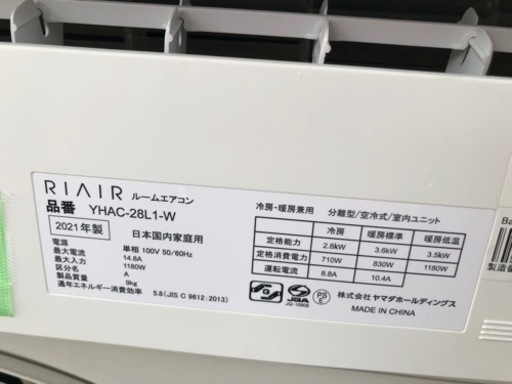 RIAIR ルームエアコン
品番 YHAC-28L1-W
2021年製 日本国内家庭用
電源 単相 100V 50/60Hz
最大電流 14.8A
最大入力 1180W
区分名 A
製品質量 9kg
通年エネルギー消費効率 5.8 (JIS C 9612:2013)
冷房・暖房兼用 分離型/空冷式/室内ユニット
冷房 暖房標準 暖房低温
定格能力 2.8kW 3.6kW 3.5kW
定格消費電力 710W 830W 1180W
運転電流 8.8A 10.4A
JQA
PS E
株式会社ヤマダホールディングス
MADE IN CHINA
Ba
製造番